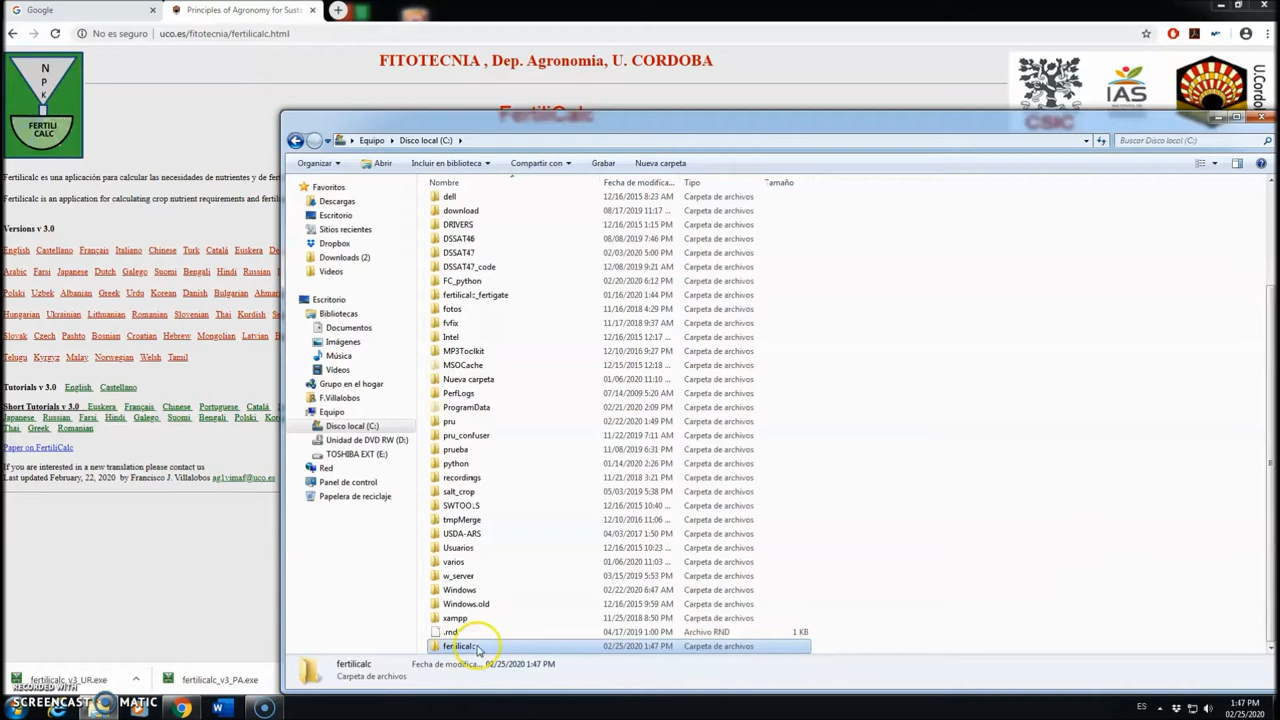 Google
Principles of Agronomy for Susta
No es seguro
uco.es/fitotecnia/fertilicalc.html
N
P
K
FERTILI
CALC
FITOTECNIA , Dep. Agronomia, U. CORDOBA
FertiliCalc
CSIC
IAS
U.Cordo
Fertilicalc es una aplicación para calcular las necesidades de nutrientes y de fer
Fertilicalc is an application for calculating crop nutrient requirements and fertili
Versions v 3.0
English Castellano Français Italiano Chinese Turk Catalá Euskera De
Arabic Farsi Japanese Dutch Galego Suomi Bengali Hindi Russian
Polski Uzbek Albanian Greek Urdu Korean Danish Bulgarian Ahmar
Hungarian Ukrainian Lithuanian Romanian Slovenian Thai Kurdish Se
Slovak Czech Pashto Bosnian Croatian Hebrew Mongolian Latvian
Telugu Kyrgyz Malay Norwegian Welsh Tamil
Tutorials v 3.0 English Castellano
Short Tutorials v 3.0 Euskera Français Chinese Portuguese Catalá
Japanese Russian Farsi Hindi Galego Suomi Bengali Polski Ko
Thai Greek Urdu
Romanian
Paper on FertiliCalc
If you are interested in a new translation please contact us
Last updated February, 22, 2020 by Francisco J. Villalobos ag1vimaf@uco.es
Equipo
Disco local (C:)
Buscar Disco local (C:)
Organizar
Abrir
Incluir en biblioteca
Compartir con
Grabar
Nueva carpeta
Favoritos
Descargas
Escritorio
Sitios recientes
Dropbox
Downloads (2)
Videos
Escritorio
Bibliotecas
Documentos
Imágenes
Música
Vídeos
Grupo en el hogar
F.Villalobos
Equipo
Disco local (C:)
Unidad de DVD RW (D:)
TOSHIBA EXT (E:)
Red
Panel de control
Papelera de reciclaje
Nombre Fecha de modifica... Tipo Tamaño
dell 12/16/2015 8:23 AM Carpeta de archivos
download 08/17/2019 11:17 ... Carpeta de archivos
DRIVERS 12/16/2015 1:15 PM Carpeta de archivos
DSSAT46 08/08/2019 7:46 PM Carpeta de archivos
DSSAT47 02/03/2020 5:00 PM Carpeta de archivos
DSSAT47_code 12/08/2019 9:21 AM Carpeta de archivos
FC_python 02/20/2020 6:12 PM Carpeta de archivos
fertilicalc_fertigate 01/16/2020 1:44 PM Carpeta de archivos
fotos 11/16/2018 4:29 PM Carpeta de archivos
fvfix 11/17/2018 9:37 AM Carpeta de archivos
Intel 12/16/2015 12:17 ... Carpeta de archivos
MP3Toolkit 12/10/2016 9:27 PM Carpeta de archivos
MSOCache 12/15/2015 12:18 ... Carpeta de archivos
Nueva carpeta 01/06/2020 11:10 ... Carpeta de archivos
PerfLogs 07/14/2009 5:20 AM Carpeta de archivos
ProgramData 02/21/2020 2:09 PM Carpeta de archivos
pru 02/22/2020 1:49 PM Carpeta de archivos
pru_confuser 11/22/2019 7:11 AM Carpeta de archivos
prueba 11/08/2019 6:31 PM Carpeta de archivos
python 01/14/2020 2:26 PM Carpeta de archivos
recordings 11/21/2018 3:21 PM Carpeta de archivos
salt_crop 05/03/2019 5:38 PM Carpeta de archivos
SWTOOLS 12/16/2015 10:40 ... Carpeta de archivos
tmpMerge 12/10/2016 11:06 ... Carpeta de archivos
USDA-ARS 04/03/2017 1:50 PM Carpeta de archivos
Usuarios 12/16/2015 10:23 ... Carpeta de archivos
varios 01/06/2020 11:03 ... Carpeta de archivos
w_server 03/15/2019 5:53 PM Carpeta de archivos
Windows 02/22/2020 6:47 AM Carpeta de archivos
Windows.old 12/16/2015 9:59 AM Carpeta de archivos
xampp 11/25/2018 8:50 PM Carpeta de archivos
.rnd 04/17/2019 1:00 PM Archivo RND 1 KB
fertilicalc 02/25/2020 1:47 PM Carpeta de archivos
fertilicalc Fecha de modifica... 02/25/2020 1:47 PM
Carpeta de archivos
fertilicalc_v3_UR.exe
fertilicalc_v3_PA.exe
RECORDED WITH
SCREENCAST MATIC
ES
1:47 PM
02/25/2020